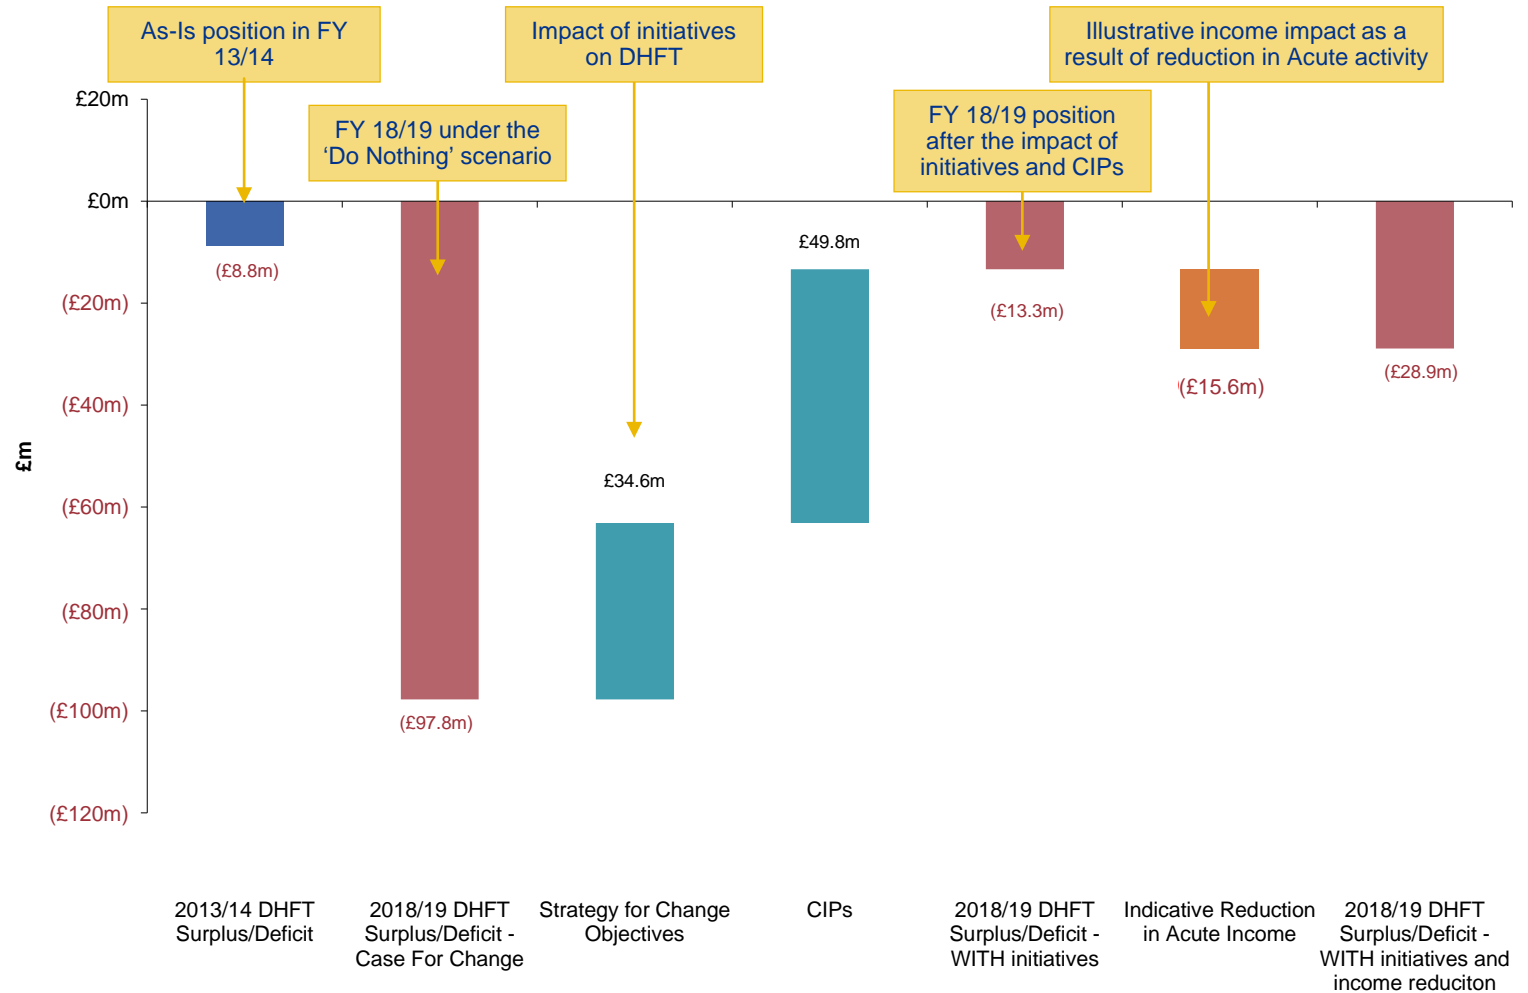 As-Is position in FY
13/14
Impact of initiatives
on DHFT
Illustrative income impact as a
result of reduction in Acute activity
FY 18/19 under the
‘Do Nothing’ scenario
FY 18/19 position
after the impact of
initiatives and CIPs
£20m
£0m
(£20m)
(£40m)
(£60m)
(£80m)
(£100m)
(£120m)
£m
(£8.8m)
(£97.8m)
£34.6m
£49.8m
(£13.3m)
(£15.6m)
(£28.9m)
2013/14 DHFT
Surplus/Deficit
2018/19 DHFT
Surplus/Deficit -
Case For Change
Strategy for Change
Objectives
CIPs
2018/19 DHFT
Surplus/Deficit -
WITH initiatives
Indicative Reduction
in Acute Income
2018/19 DHFT
Surplus/Deficit -
WITH initiatives and
income reduciton